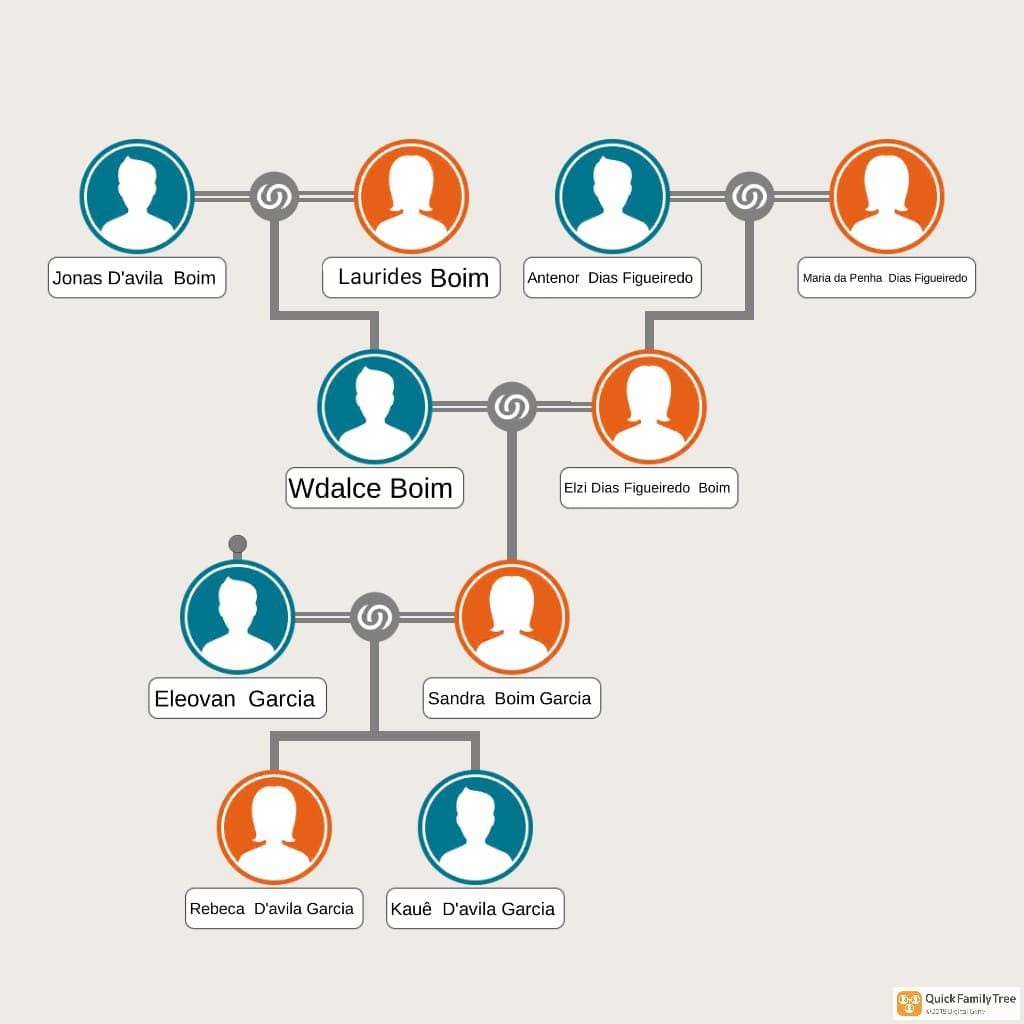 Jonas D'avila Boim
Laurides Boim
Antenor Dias Figueiredo
Maria da Penha Dias Figueiredo
Wdalce Boim
Elzi Dias Figueiredo Boim
Eleovan Garcia
Sandra Boim Garcia
Rebeca D'avila Garcia
Kauê D'avila Garcia
QuickFamilyTree